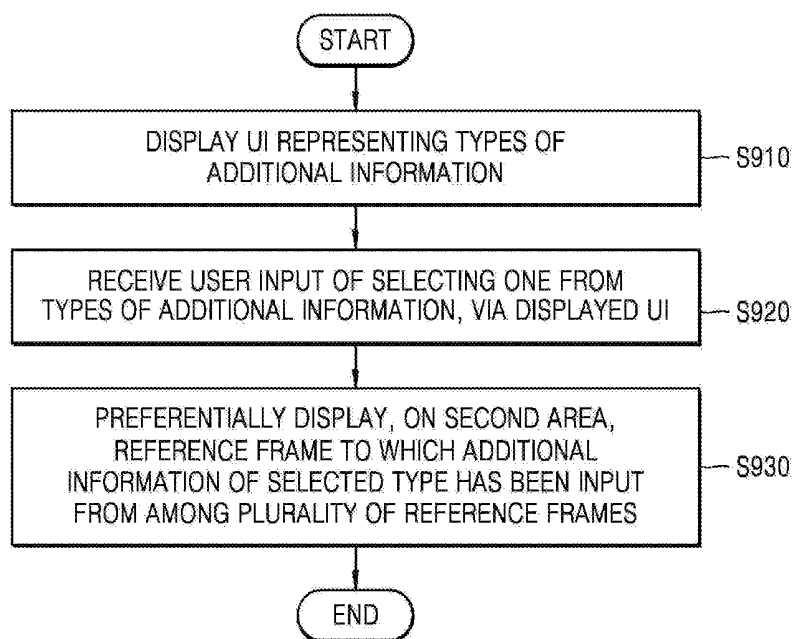 START
DISPLAY UI REPRESENTING TYPES OF
ADDITIONAL INFORMATION
S910
RECEIVE USER INPUT OF SELECTING ONE FROM
TYPES OF ADDITIONAL INFORMATION, VIA DISPLAYED UI
S920
PREFERENTIALLY DISPLAY, ON SECOND AREA,
REFERENCE FRAME TO WHICH ADDITIONAL
INFORMATION OF SELECTED TYPE HAS BEEN INPUT
FROM AMONG PLURALITY OF REFERENCE FRAMES
S930
END